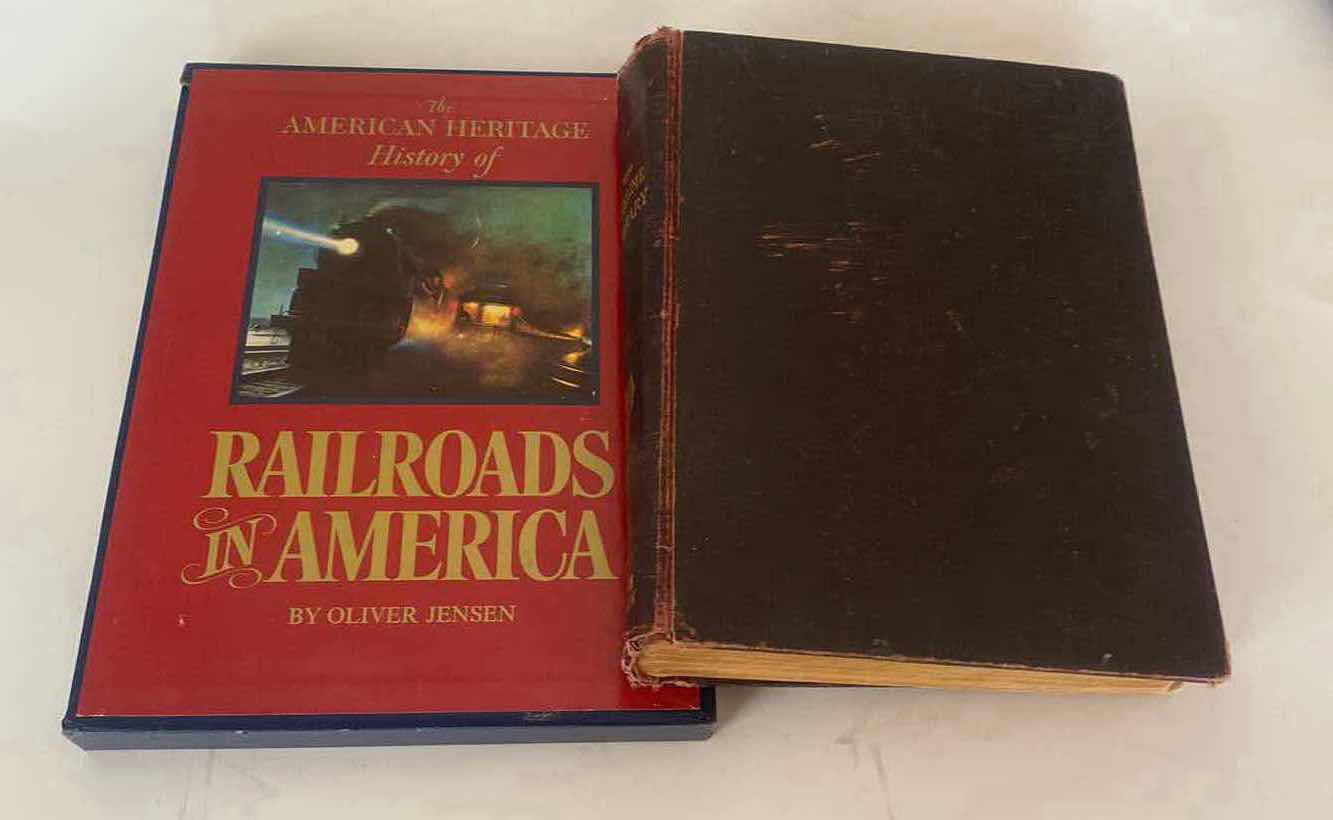 The
AMERICAN HERITAGE
History of
RAILROADS
IN AMERICA
BY OLIVER JENSEN